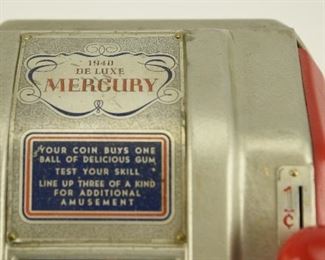 1940
DE LUXE
MERCURY
YOUR COIN BUYS ONE
BALL OF DELICIOUS GUM
TEST YOUR SKILL
LINE UP THREE OF A KIND
FOR ADDITIONAL
AMUSEMENT
1
C